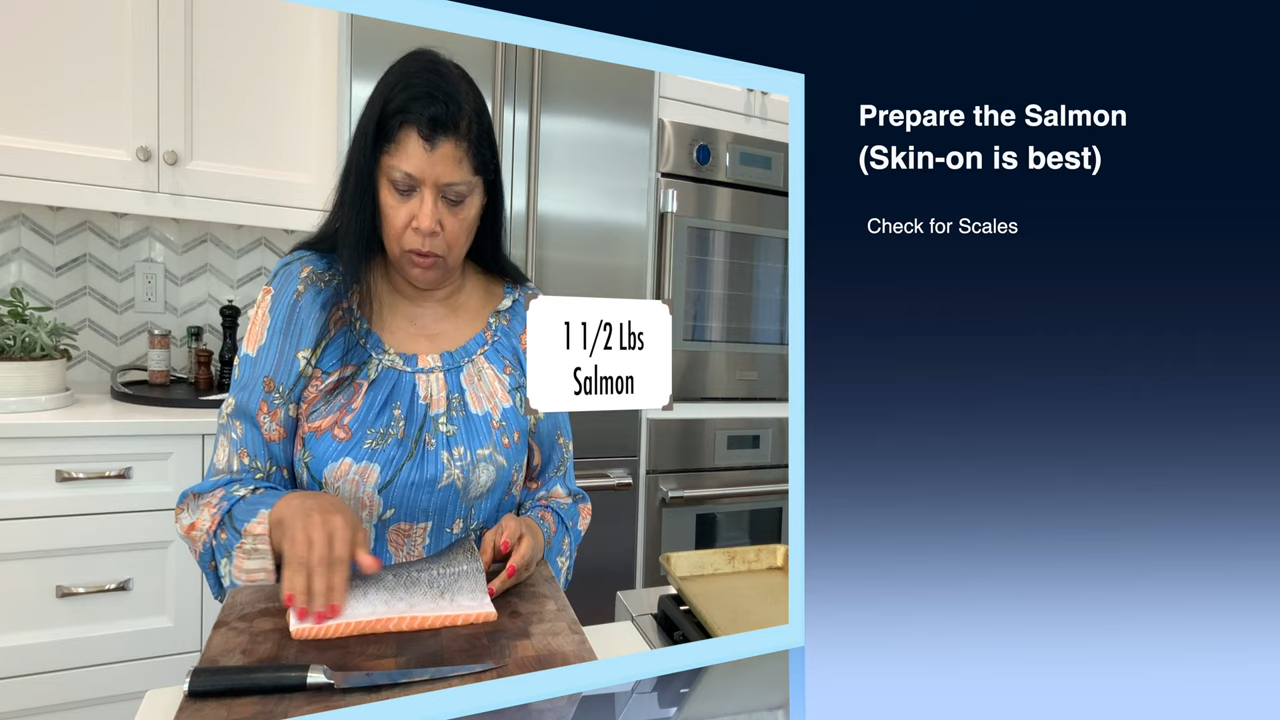 Prepare the Salmon
(Skin-on is best)
Check for Scales
1 1/2 Lbs
Salmon